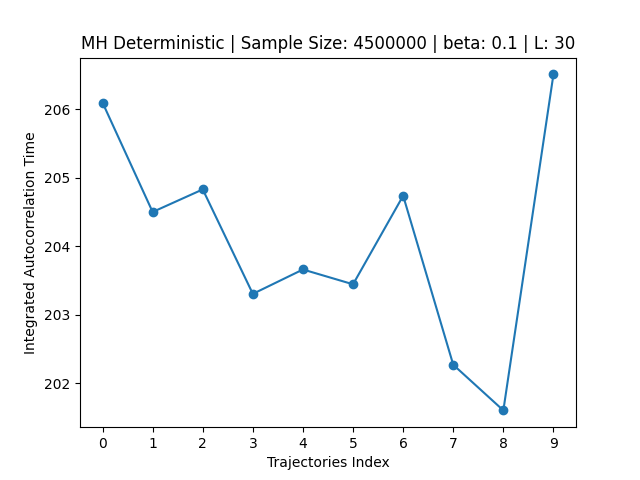 MH Deterministic | Sample Size: 4500000 | beta: 0.1 | L: 30
Integrated Autocorrelation Time
206
205
204
203
202
0 1 2 3 4 5 6 7 8 9
Trajectories Index